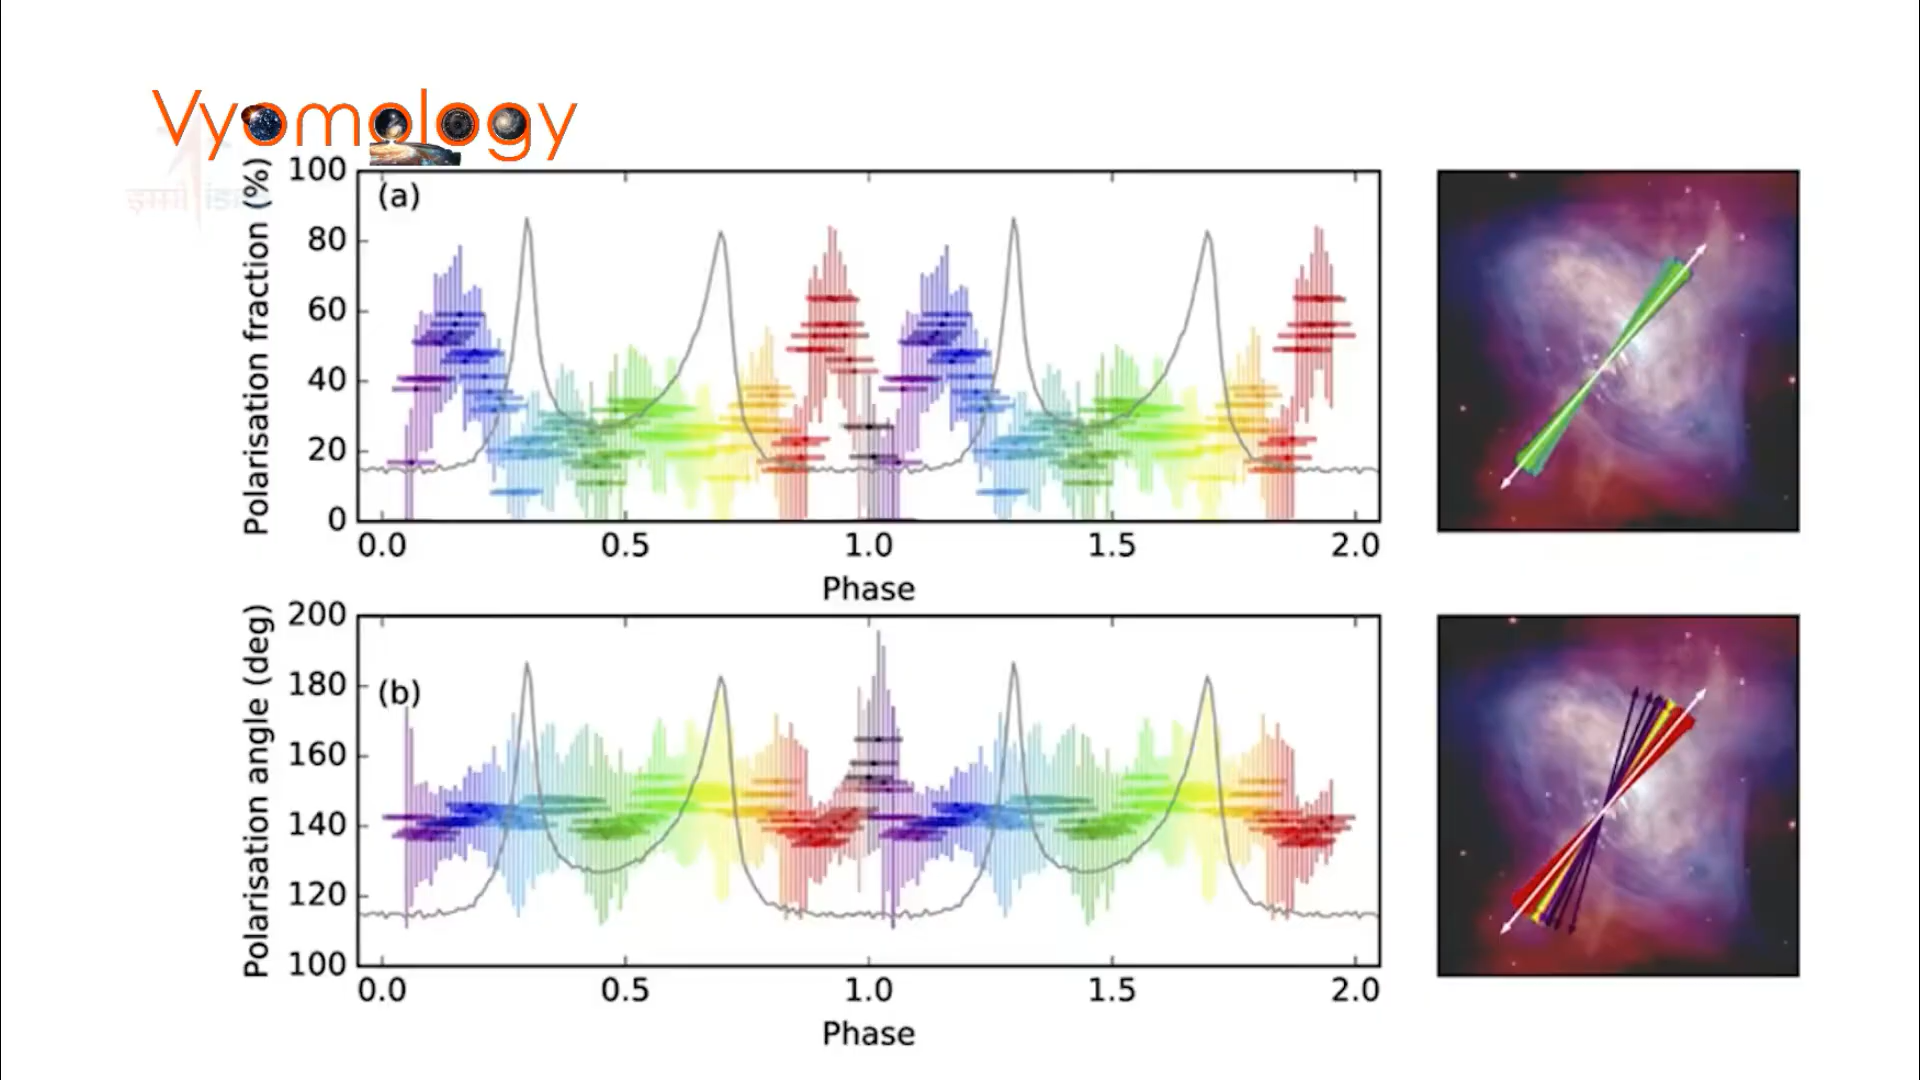 Vyomology
(a)
Polarisation fraction (%)
100
80
60
40
20
0
0.0 0.5 1.0 1.5 2.0
Phase
(b)
Polarisation angle (deg)
200
180
160
140
120
100
0.0 0.5 1.0 1.5 2.0
Phase